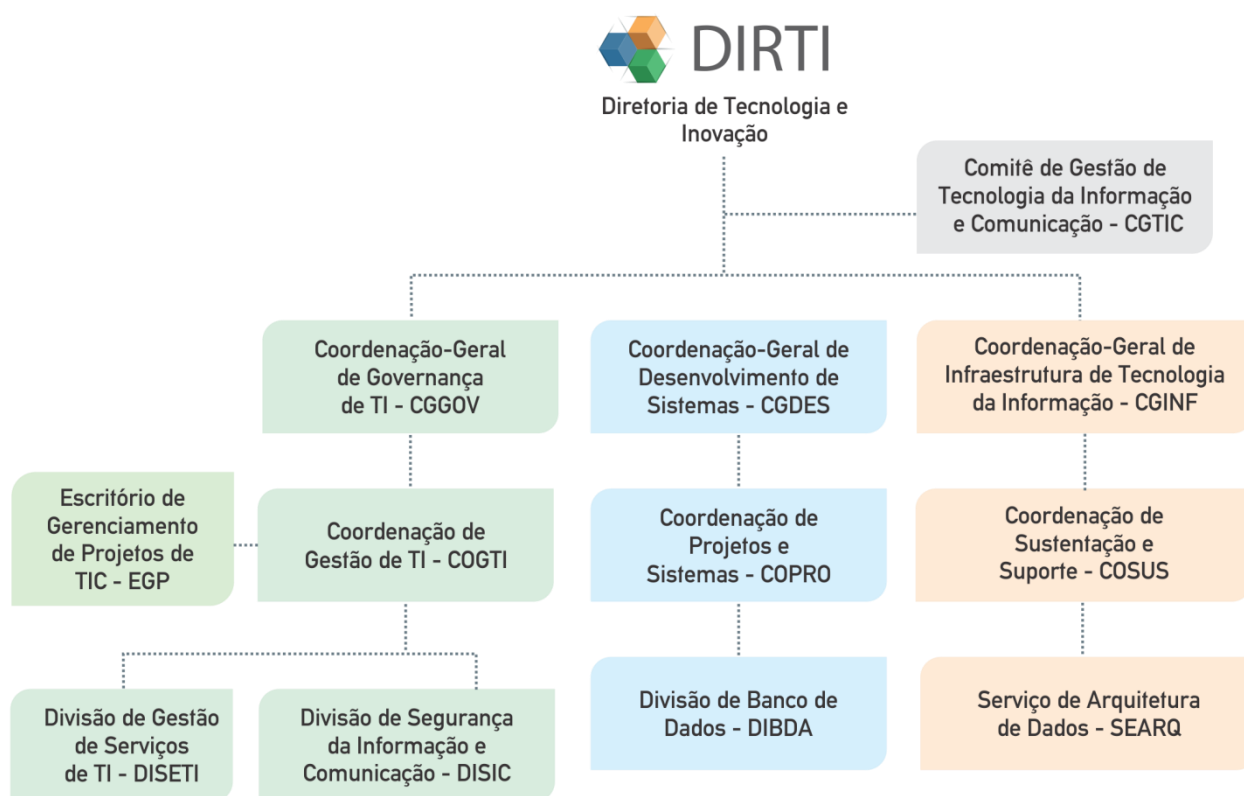 DIRTI
Diretoria de Tecnologia e
Inovação
Comitê de Gestão de
Tecnologia da Informação
e Comunicação - CGTIC
Coordenação-Geral
de Governança
de TI - CGGOV
Coordenação-Geral de
Desenvolvimento de
Sistemas - CGDES
Coordenação-Geral de
Infraestrutura de Tecnologia
da Informação - CGINF
Escritório de
Gerenciamento
de Projetos de
TIC - EGP
Coordenação de
Gestão de TI - COGTI
Coordenação de
Projetos e
Sistemas - COPRO
Coordenação de
Sustentação e
Suporte - COSUS
Divisão de Gestão
de Serviços
de TI - DISETI
Divisão de Segurança
da Informação e
Comunicação - DISIC
Divisão de Banco de
Dados - DIBDA
Serviço de Arquitetura
de Dados - SEARQ